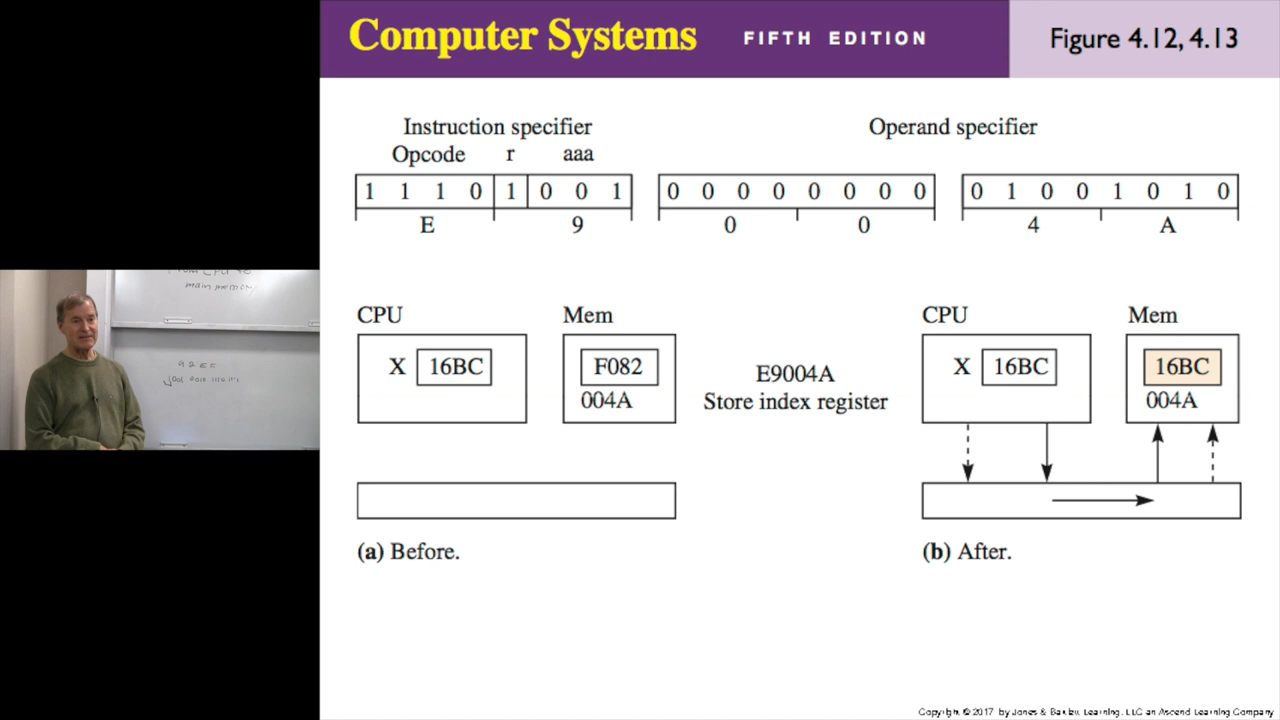 Computer Systems FIFTH EDITION Figure 4.12, 4.13
Instruction specifier Operand specifier
Opcode r aaa
1 1 1 0 1 0 0 1 0 0 0 0 0 0 0 0 0 1 0 0 1 0 1 0
E 9 0 0 4 A
CPU Mem CPU Mem
X 16BC F082 X 16BC 16BC
004A E9004A 004A
Store index register
(a) Before. (b) After.
main memory
Copyright © 2017 by Jones & Bartlett Learning, LLC an Ascend Learning Company